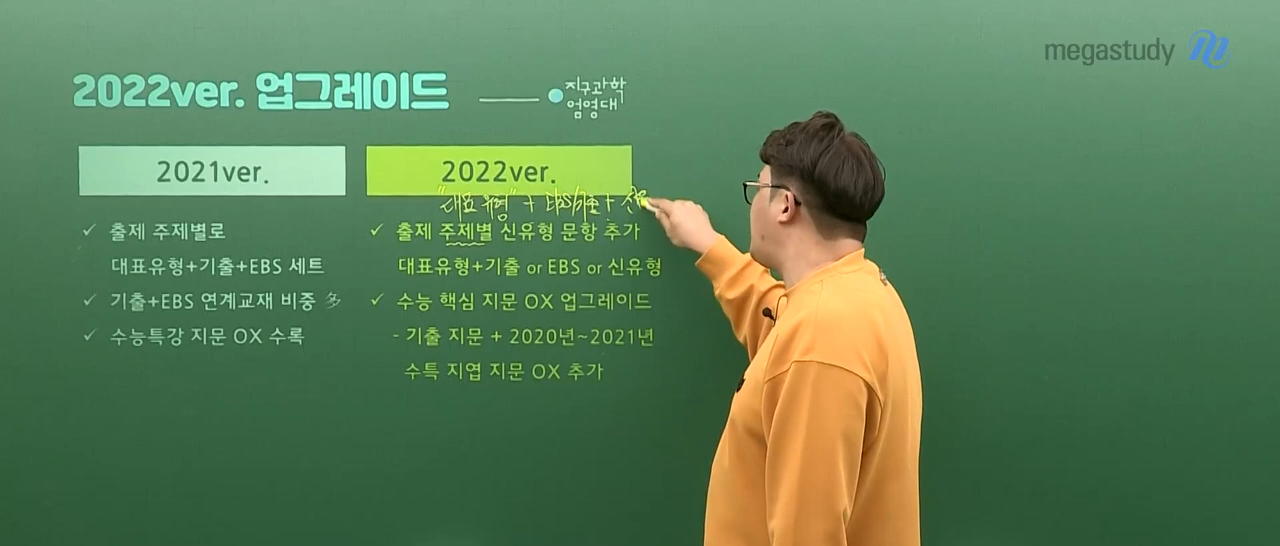 megastudy
2022ver. 업그레이드
지구과학
엄영대
2021ver.
✓ 출제 주제별로
대표유형+기출+EBS 세트
✓ 기출+EBS 연계교재 비중 多
✓ 수능특강 지문 OX 수록
2022ver.
"대표유형" + EBS/기출 +
✓ 출제 주제별 신유형 문항 추가
대표유형+기출 or EBS or 신유형
✓ 수능 핵심 지문 OX 업그레이드
- 기출 지문 + 2020년~2021년
수특 지엽 지문 OX 추가